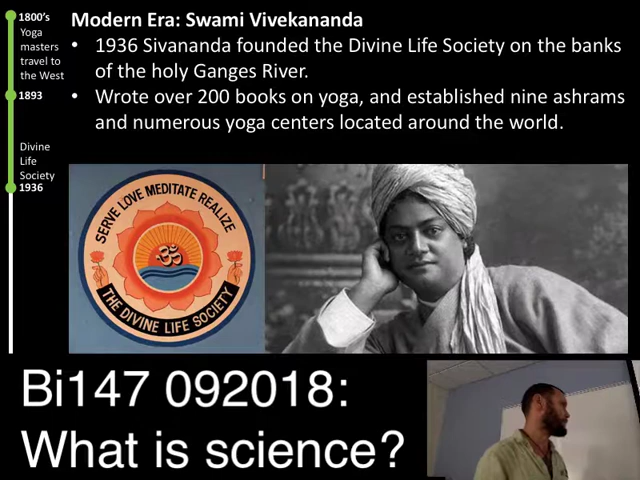 1800's
Yoga
masters
travel to
the West
1893
Divine
Life
Society
1936
Modern Era: Swami Vivekananda
• 1936 Sivananda founded the Divine Life Society on the banks
of the holy Ganges River.
• Wrote over 200 books on yoga, and established nine ashrams
and numerous yoga centers located around the world.
SERVE LOVE MEDITATE REALIZE
ॐ
THE DIVINE LIFE SOCIETY
Bi147 092018:
What is science?